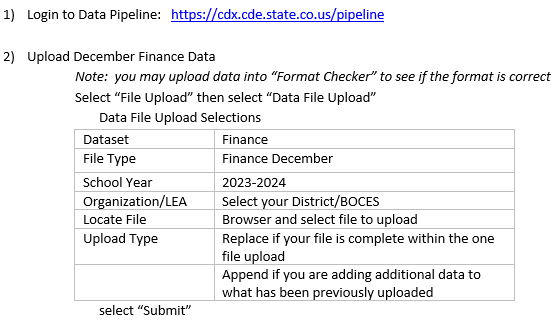 1) Login to Data Pipeline: https://cdx.cde.state.co.us/pipeline
2) Upload December Finance Data
Note: you may upload data into “Format Checker” to see if the format is correct
Select “File Upload” then select “Data File Upload”
Data File Upload Selections
Dataset Finance
File Type Finance December
School Year 2023-2024
Organization/LEA Select your District/BOCES
Locate File Browser and select file to upload
Upload Type Replace if your file is complete within the one
file upload
Append if you are adding additional data to
what has been previously uploaded
select “Submit”